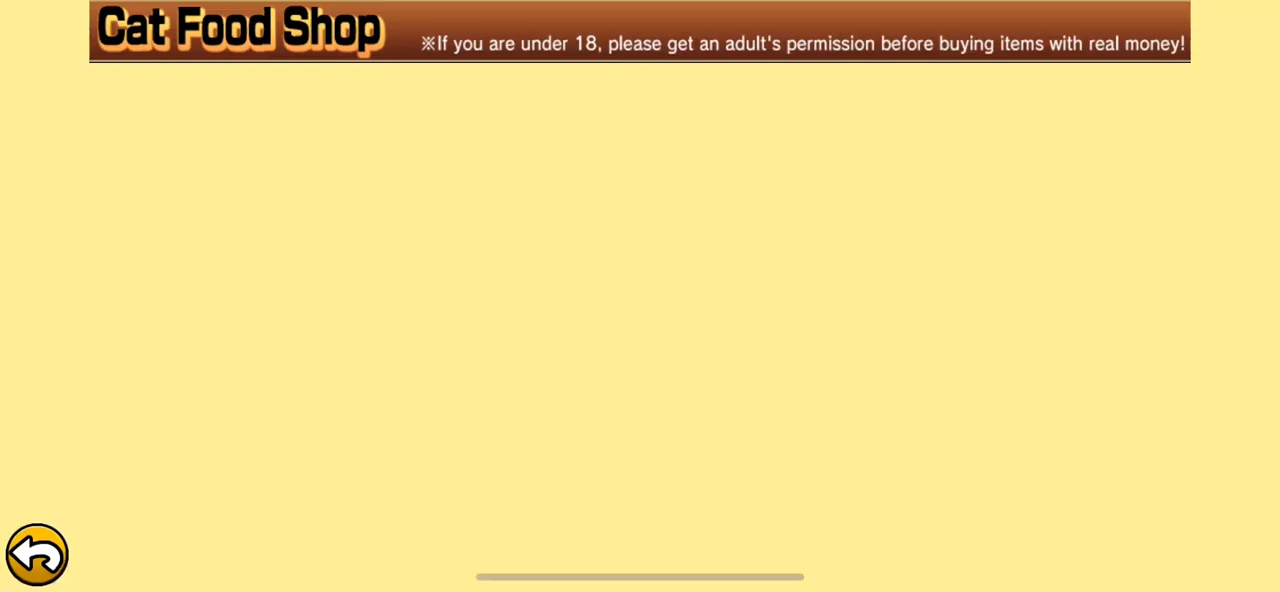 Cat Food Shop
※If you are under 18, please get an adult's permission before buying items with real money!